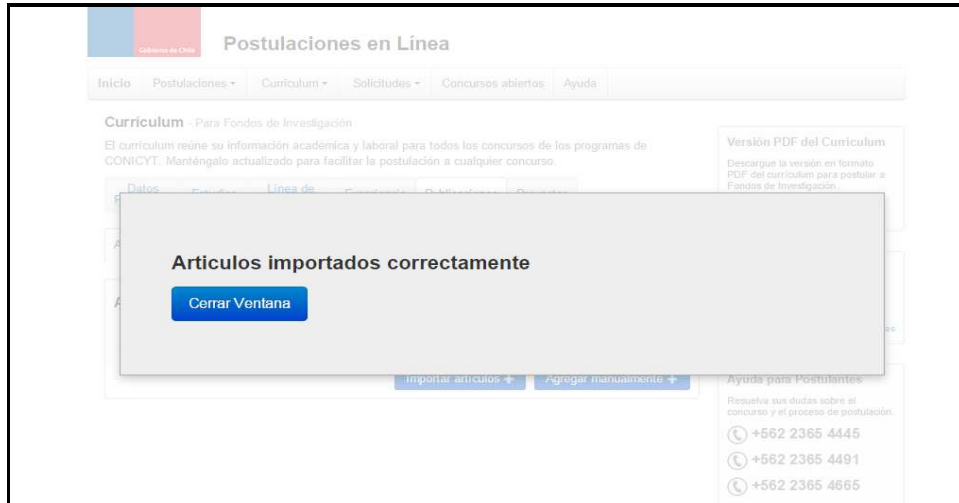 Gobierno de Chile
Postulaciones en Línea
Inicio Postulaciones Curriculum Solicitudes Concursos abiertos Ayuda
Curriculum - Para Fondos de Investigación
El curriculum reúne su información académica y laboral para todos los concursos de los programas de
CONICYT. Manténgalo actualizado para facilitar la postulación a cualquier concurso.
Datos
Línea de
Articulos importados correctamente
Cerrar Ventana
Importar artículos
Agregar manualmente
Versión PDF del Curriculum
Descargue la versión en formato
PDF del curriculum para postular a
Fondos de Investigación.
Ayuda para Postulantes
Resuelva sus dudas sobre el
concurso y el proceso de postulación.
+562 2365 4445
+562 2365 4491
+562 2365 4665